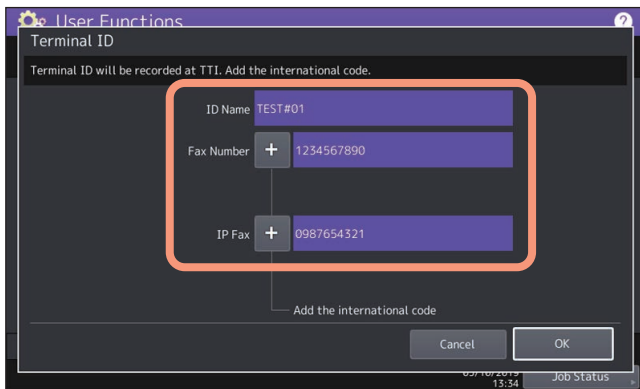 User Functions
?
Terminal ID
Terminal ID will be recorded at TTI. Add the international code.
ID Name TEST#01
Fax Number + 1234567890
IP Fax + 0987654321
Add the international code
Cancel OK
13:34 Job Status